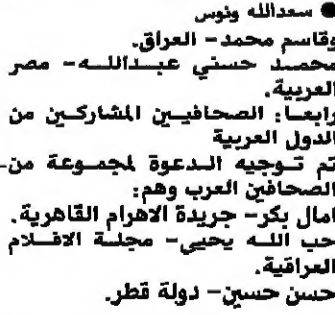 ● سعدالله ونوس
وقاسم محمد – العراق.
محمد حسني عبدالله – مصر
العربية.
رابعا: الصحافيين المشاركين من
الدول العربية
تم توجيه الدعوة لمجموعة من
الصحافين العرب وهم:
امال بكر – جريدة الاهرام القاهرية.
حب الله يحيى – مجلة الاقلام
العراقية.
حسن حسين – دولة قطر.